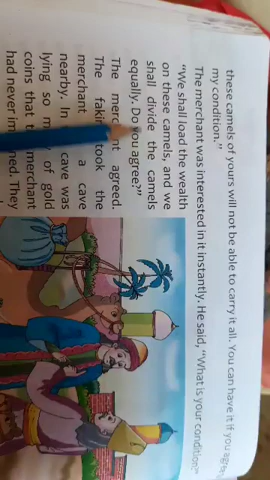 these camels of yours will not be able to carry it all. You can have it if you agree
my condition."
The merchant was interested in it instantly. He said, "What is your condition?"
"We shall load the wealth
on these camels, and we
shall divide the camels
equally. Do you agree?"
The agreed.
The took the
merchant a cave
nearby. In cave was
lying so of gold
coins that merchant
had never They